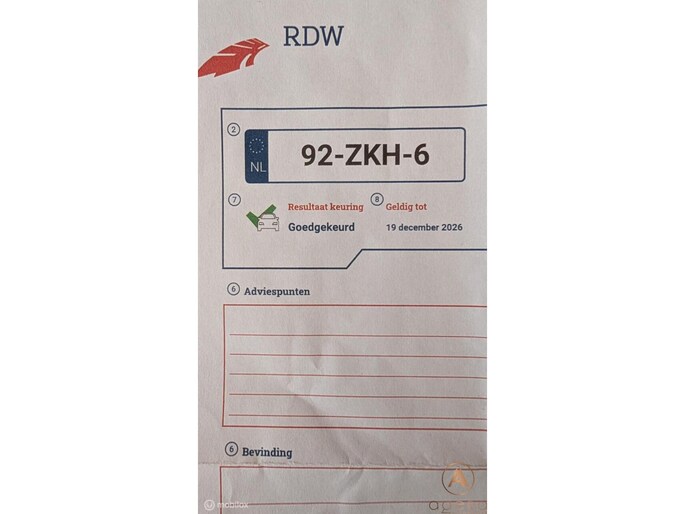 RDW
2
NL 92-ZKH-6
7 Resultaat keuring 8 Geldig tot
Goedgekeurd 19 december 2026
6 Adviespunten
6 Bevinding